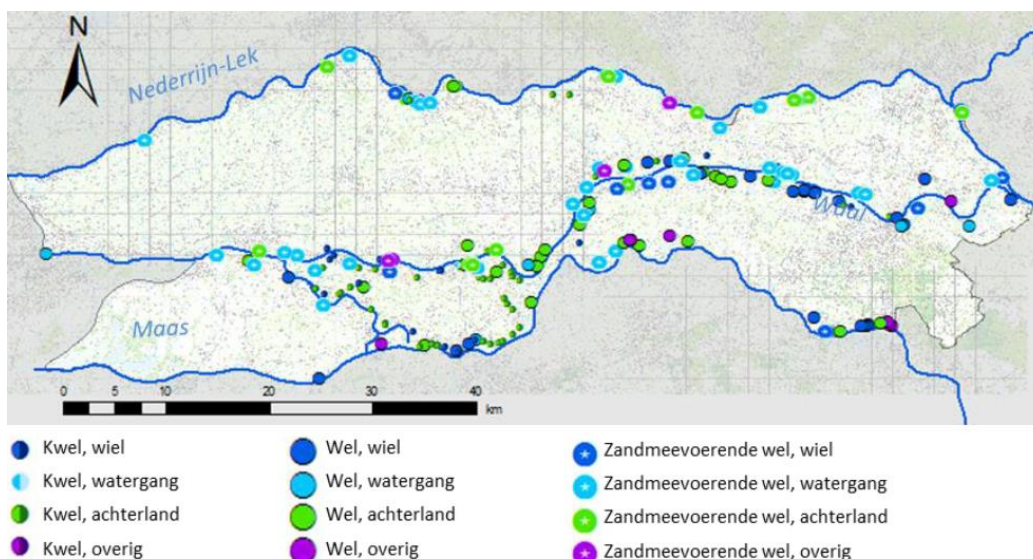 N
Nederrijn-Lek
Waal
Maas
0 5 10 20 30 40
km
Kwel, wiel
Wel, wiel
Zandmeevoerende wel, wiel
Kwel, watergang
Wel, watergang
Zandmeevoerende wel, watergang
Kwel, achterland
Wel, achterland
Zandmeevoerende wel, achterland
Kwel, overig
Wel, overig
Zandmeevoerende wel, overig